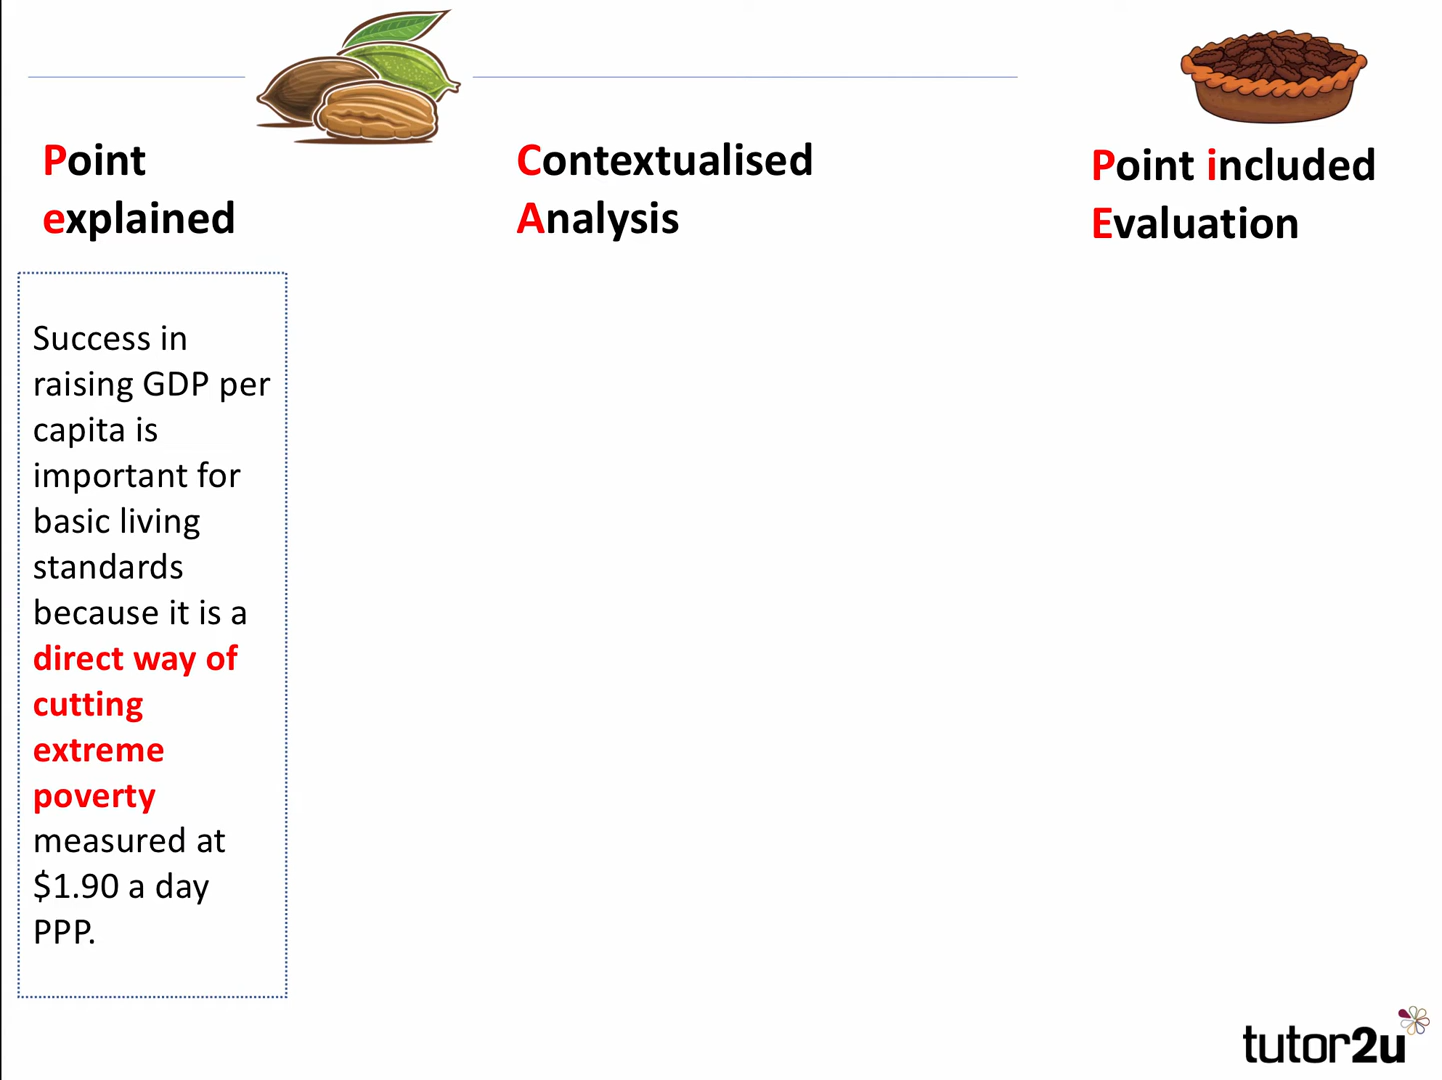 Point
explained
Contextualised
Analysis
Point included
Evaluation
Success in
raising GDP per
capita is
important for
basic living
standards
because it is a
direct way of
cutting
extreme
poverty
measured at
$1.90 a day
PPP.
tutor2u